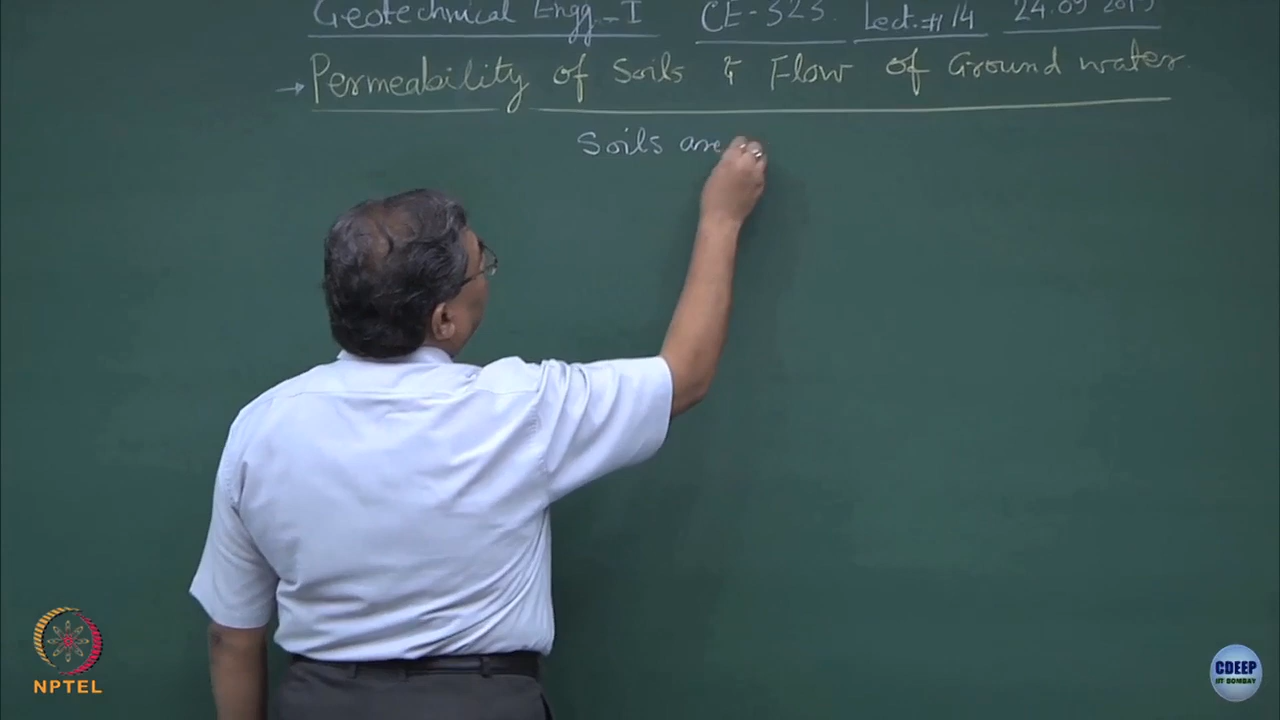 Geotechnical Engg-I CE-323. Lect.#14 24.09 2019
→ Permeability of Soils & Flow of Ground water.
Soils are
NPTEL
CDEEP
IIT BOMBAY